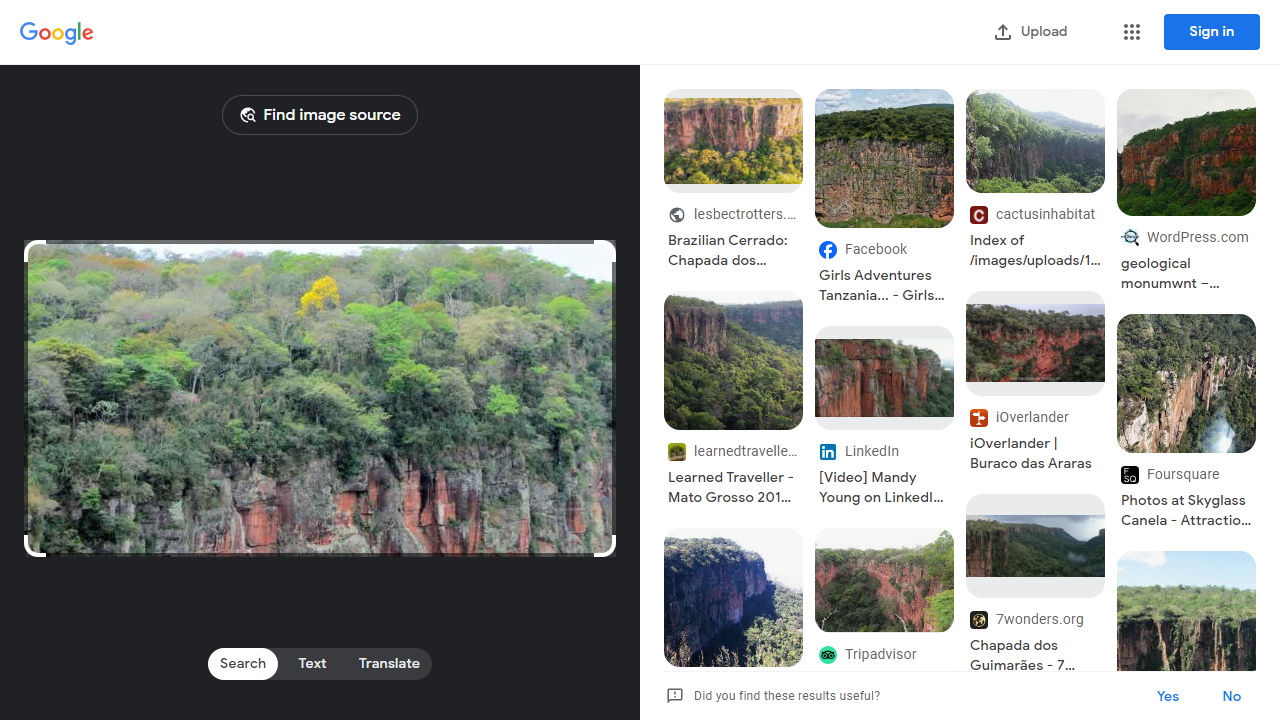 Google
Upload
Sign in
Find image source
Search
Text
Translate
lesbectrotters....
Brazilian Cerrado:
Chapada dos...
Facebook
Girls Adventures
Tanzania... - Girls...
cactusinhabitat
Index of
/images/uploads/1...
WordPress.com
geological
monumwnt –...
learnedtravelle...
Learned Traveller -
Mato Grosso 201...
LinkedIn
[Video] Mandy
Young on LinkedI...
iOverlander
iOverlander |
Buraco das Araras
FSQ
Foursquare
Photos at Skyglass
Canela - Attractio...
Tripadvisor
7wonders.org
Chapada dos
Guimarães - 7...
Did you find these results useful?
Yes
No